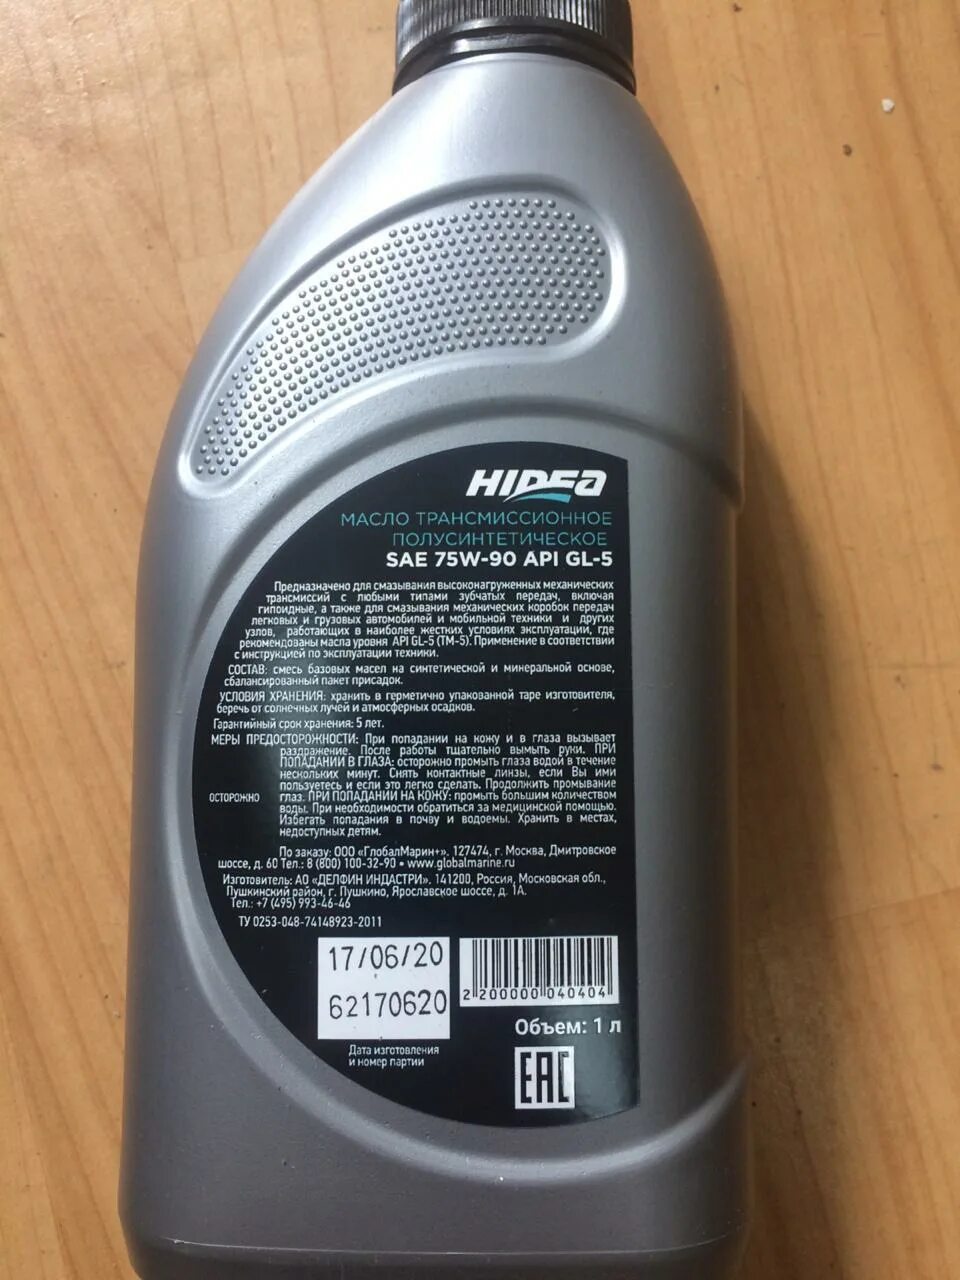 HIDEA
МАСЛО ТРАНСМИССИОННОЕ
ПОЛУСИНТЕТИЧЕСКОЕ
SAE 75W-90 API GL-5
Предназначено для смазывания высоконагруженных механических
трансмиссий с любыми типами зубчатых передач, включая
гипоидные, а также для смазывания механических коробок передач
легковых и грузовых автомобилей и мобильной техники и других
узлов, работающих в наиболее жестких условиях эксплуатации, где
рекомендованы масла уровня API GL-5 (ТМ-5). Применение в соответствии
с инструкцией по эксплуатации техники.
СОСТАВ: смесь базовых масел на синтетической и минеральной основе,
сбалансированный пакет присадок.
УСЛОВИЯ ХРАНЕНИЯ: хранить в герметично упакованной таре изготовителя,
беречь от солнечных лучей и атмосферных осадков.
Гарантийный срок хранения: 5 лет.
МЕРЫ ПРЕДОСТОРОЖНОСТИ: При попадании на кожу и в глаза вызывает
раздражение. После работы тщательно вымыть руки. ПРИ
ПОПАДАНИИ В ГЛАЗА: осторожно промыть глаза водой в течение
нескольких минут. Снять контактные линзы, если Вы ими
пользуетесь и если это легко сделать. Продолжить промывание
ОСТОРОЖНО глаз. ПРИ ПОПАДАНИИ НА КОЖУ: промыть большим количеством
воды. При необходимости обратиться за медицинской помощью.
Избегать попадания в почву и водоемы. Хранить в местах,
недоступных детям.
По заказу: ООО «ГлобалМарин+». 127474, г. Москва, Дмитровское
шоссе, д. 60 Тел.: 8 (800) 100-32-90 • www.globalmarine.ru
Изготовитель: АО «ДЕЛФИН ИНДАСТРИ». 141200, Россия, Московская обл.,
Пушкинский район, г. Пушкино, Ярославское шоссе, д. 1А.
Тел.: +7 (495) 993-46-46
ТУ 0253-048-74148923-2011
17/06/20
62170620
2 200000 040404
Объем: 1 л
Дата изготовления
и номер партии
EAC